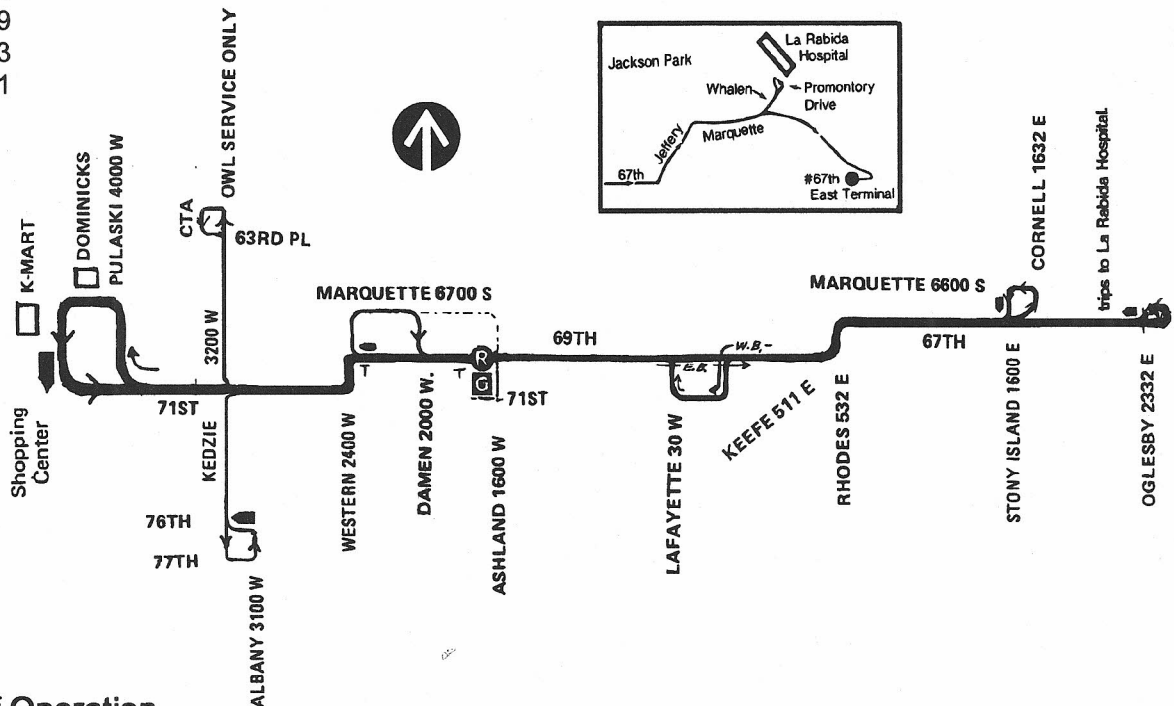 9
3
1
OWL SERVICE ONLY
K-MART
DOMINICKS
PULASKI 4000 W
CTA
63RD PL
3200 W
Shopping
Center
71ST
KEDZIE
76TH
77TH
ALBANY 3100 W
MARQUETTE 6700 S
T
T
WESTERN 2400 W
DAMEN 2000 W.
R
G
71ST
ASHLAND 1600 W
69TH
W.B.-
E.B.
LAFAYETTE 30 W
KEEFE 511 E
RHODES 532 E
Jackson Park
La Rabida
Hospital
Whalen
Promontory
Drive
Jeffery
Marquette
67th
#67th
East Terminal
MARQUETTE 6600 S
CORNELL 1632 E
67TH
STONY ISLAND 1600 E
trips to La Rabida Hospital.
OGLESBY 2332 E
Operation